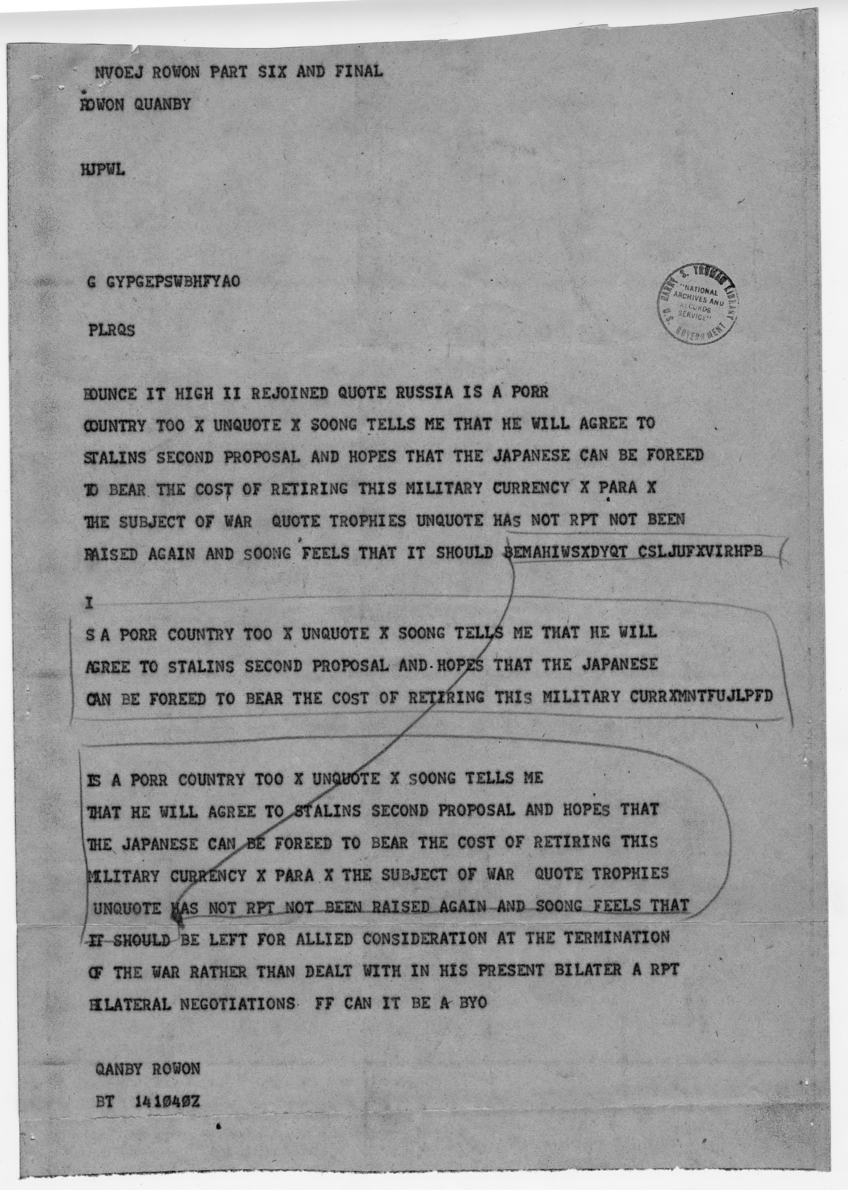 NVOEJ ROWON PART SIX AND FINAL
ROWON QUANBY
HJPWL
G GYPGEPSWBHFYAO
U.S. HARRY S. TRUMAN LIBRARY
"NATIONAL
ARCHIVES AND
RECORDS
SERVICE"
GOVERNMENT
PLRQS
BOUNCE IT HIGH II REJOINED QUOTE RUSSIA IS A PORR
COUNTRY TOO X UNQUOTE X SOONG TELLS ME THAT HE WILL AGREE TO
STALINS SECOND PROPOSAL AND HOPES THAT THE JAPANESE CAN BE FOREED
TO BEAR THE COST OF RETIRING THIS MILITARY CURRENCY X PARA X
THE SUBJECT OF WAR QUOTE TROPHIES UNQUOTE HAS NOT RPT NOT BEEN
RAISED AGAIN AND SOONG FEELS THAT IT SHOULD BEMAHIWSXDYQT CSLJUFXVIRHPB
I
S A PORR COUNTRY TOO X UNQUOTE X SOONG TELLS ME THAT HE WILL
AGREE TO STALINS SECOND PROPOSAL AND HOPES THAT THE JAPANESE
CAN BE FOREED TO BEAR THE COST OF RETIRING THIS MILITARY CURRXMNTFUJLPFD
IS A PORR COUNTRY TOO X UNQUOTE X SOONG TELLS ME
THAT HE WILL AGREE TO STALINS SECOND PROPOSAL AND HOPES THAT
THE JAPANESE CAN BE FOREED TO BEAR THE COST OF RETIRING THIS
MILITARY CURRENCY X PARA X THE SUBJECT OF WAR QUOTE TROPHIES
UNQUOTE HAS NOT RPT NOT BEEN RAISED AGAIN AND SOONG FEELS THAT
IT SHOULD BE LEFT FOR ALLIED CONSIDERATION AT THE TERMINATION
OF THE WAR RATHER THAN DEALT WITH IN HIS PRESENT BILATER A RPT
BILATERAL NEGOTIATIONS FF CAN IT BE A BYO
QANBY ROWON
BT 141040Z